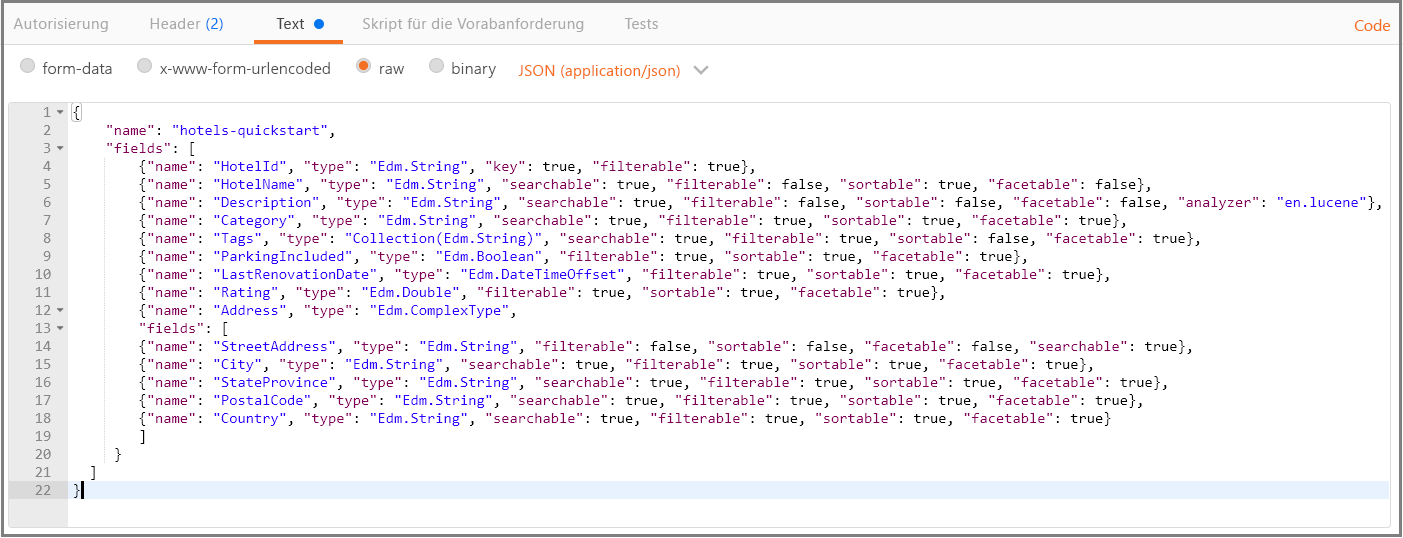 Autorisierung Header (2) Text Skript für die Vorabanforderung Tests Code
form-data x-www-form-urlencoded raw binary JSON (application/json)
1 {
2 "name": "hotels-quickstart",
3 "fields": [
4 {"name": "HotelId", "type": "Edm.String", "key": true, "filterable": true},
5 {"name": "HotelName", "type": "Edm.String", "searchable": true, "filterable": false, "sortable": true, "facetable": false},
6 {"name": "Description", "type": "Edm.String", "searchable": true, "filterable": false, "sortable": false, "facetable": false, "analyzer": "en.lucene"},
7 {"name": "Category", "type": "Edm.String", "searchable": true, "filterable": true, "sortable": true, "facetable": true},
8 {"name": "Tags", "type": "Collection(Edm.String)", "searchable": true, "filterable": true, "sortable": false, "facetable": true},
9 {"name": "ParkingIncluded", "type": "Edm.Boolean", "filterable": true, "sortable": true, "facetable": true},
10 {"name": "LastRenovationDate", "type": "Edm.DateTimeOffset", "filterable": true, "sortable": true, "facetable": true},
11 {"name": "Rating", "type": "Edm.Double", "filterable": true, "sortable": true, "facetable": true},
12 {"name": "Address", "type": "Edm.ComplexType",
13 "fields": [
14 {"name": "StreetAddress", "type": "Edm.String", "filterable": false, "sortable": false, "facetable": false, "searchable": true},
15 {"name": "City", "type": "Edm.String", "searchable": true, "filterable": true, "sortable": true, "facetable": true},
16 {"name": "StateProvince", "type": "Edm.String", "searchable": true, "filterable": true, "sortable": true, "facetable": true},
17 {"name": "PostalCode", "type": "Edm.String", "searchable": true, "filterable": true, "sortable": true, "facetable": true},
18 {"name": "Country", "type": "Edm.String", "searchable": true, "filterable": true, "sortable": true, "facetable": true}
19 ]
20 }
21 ]
22 }